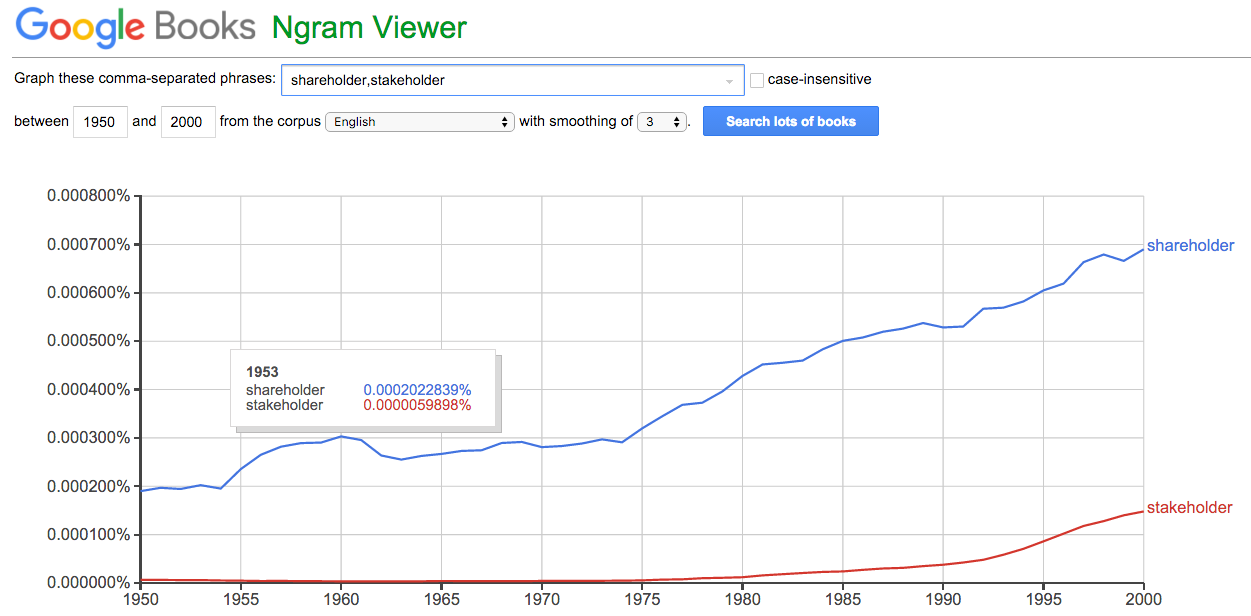 Google Books Ngram Viewer
Graph these comma-separated phrases: shareholder,stakeholder case-insensitive
between 1950 and 2000 from the corpus English with smoothing of 3 . Search lots of books
0.000800%
0.000700%
shareholder
0.000600%
0.000500%
1953
0.000400%
shareholder 0.0002022839%
stakeholder 0.0000059898%
0.000300%
0.000200%
stakeholder
0.000100%
0.000000%
1950 1955 1960 1965 1970 1975 1980 1985 1990 1995 2000